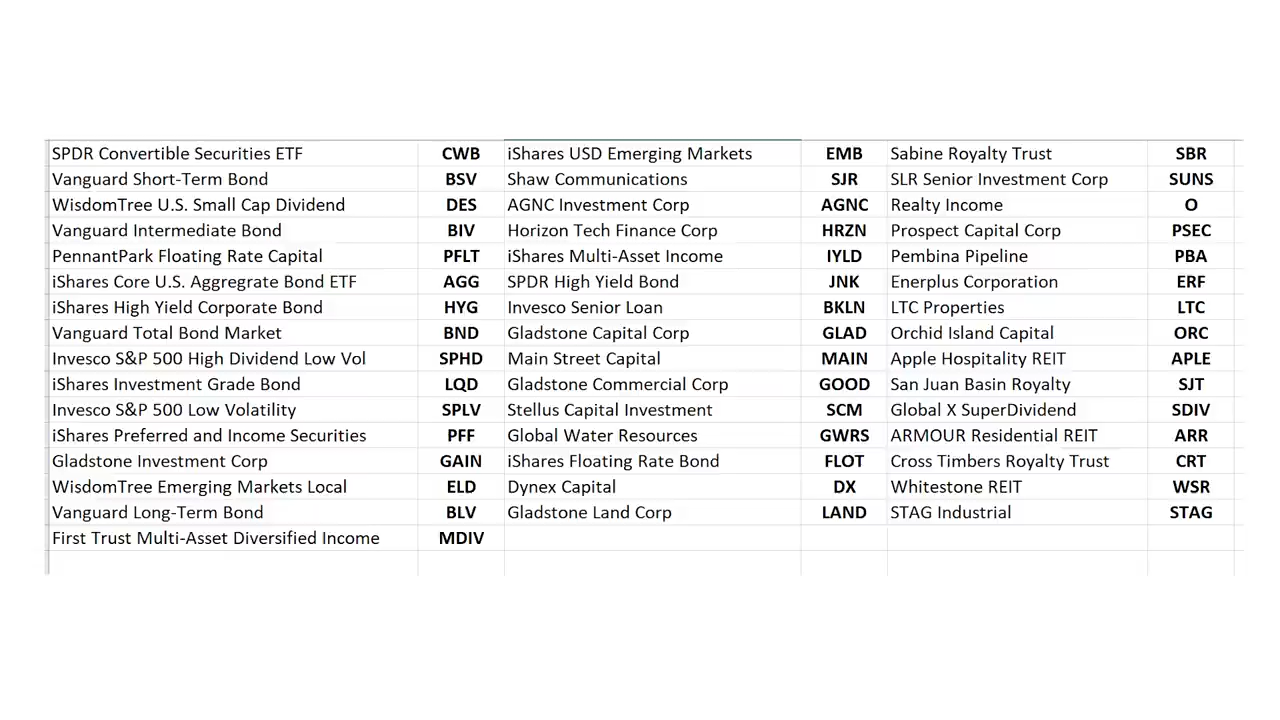 SPDR Convertible Securities ETF CWB iShares USD Emerging Markets EMB Sabine Royalty Trust SBR
Vanguard Short-Term Bond BSV Shaw Communications SJR SLR Senior Investment Corp SUNS
WisdomTree U.S. Small Cap Dividend DES AGNC Investment Corp AGNC Realty Income O
Vanguard Intermediate Bond BIV Horizon Tech Finance Corp HRZN Prospect Capital Corp PSEC
PennantPark Floating Rate Capital PFLT iShares Multi-Asset Income IYLD Pembina Pipeline PBA
iShares Core U.S. Aggregrate Bond ETF AGG SPDR High Yield Bond JNK Enerplus Corporation ERF
iShares High Yield Corporate Bond HYG Invesco Senior Loan BKLN LTC Properties LTC
Vanguard Total Bond Market BND Gladstone Capital Corp GLAD Orchid Island Capital ORC
Invesco S&P 500 High Dividend Low Vol SPHD Main Street Capital MAIN Apple Hospitality REIT APLE
iShares Investment Grade Bond LQD Gladstone Commercial Corp GOOD San Juan Basin Royalty SJT
Invesco S&P 500 Low Volatility SPLV Stellus Capital Investment SCM Global X SuperDividend SDIV
iShares Preferred and Income Securities PFF Global Water Resources GWRS ARMOUR Residential REIT ARR
Gladstone Investment Corp GAIN iShares Floating Rate Bond FLOT Cross Timbers Royalty Trust CRT
WisdomTree Emerging Markets Local ELD Dynex Capital DX Whitestone REIT WSR
Vanguard Long-Term Bond BLV Gladstone Land Corp LAND STAG Industrial STAG
First Trust Multi-Asset Diversified Income MDIV